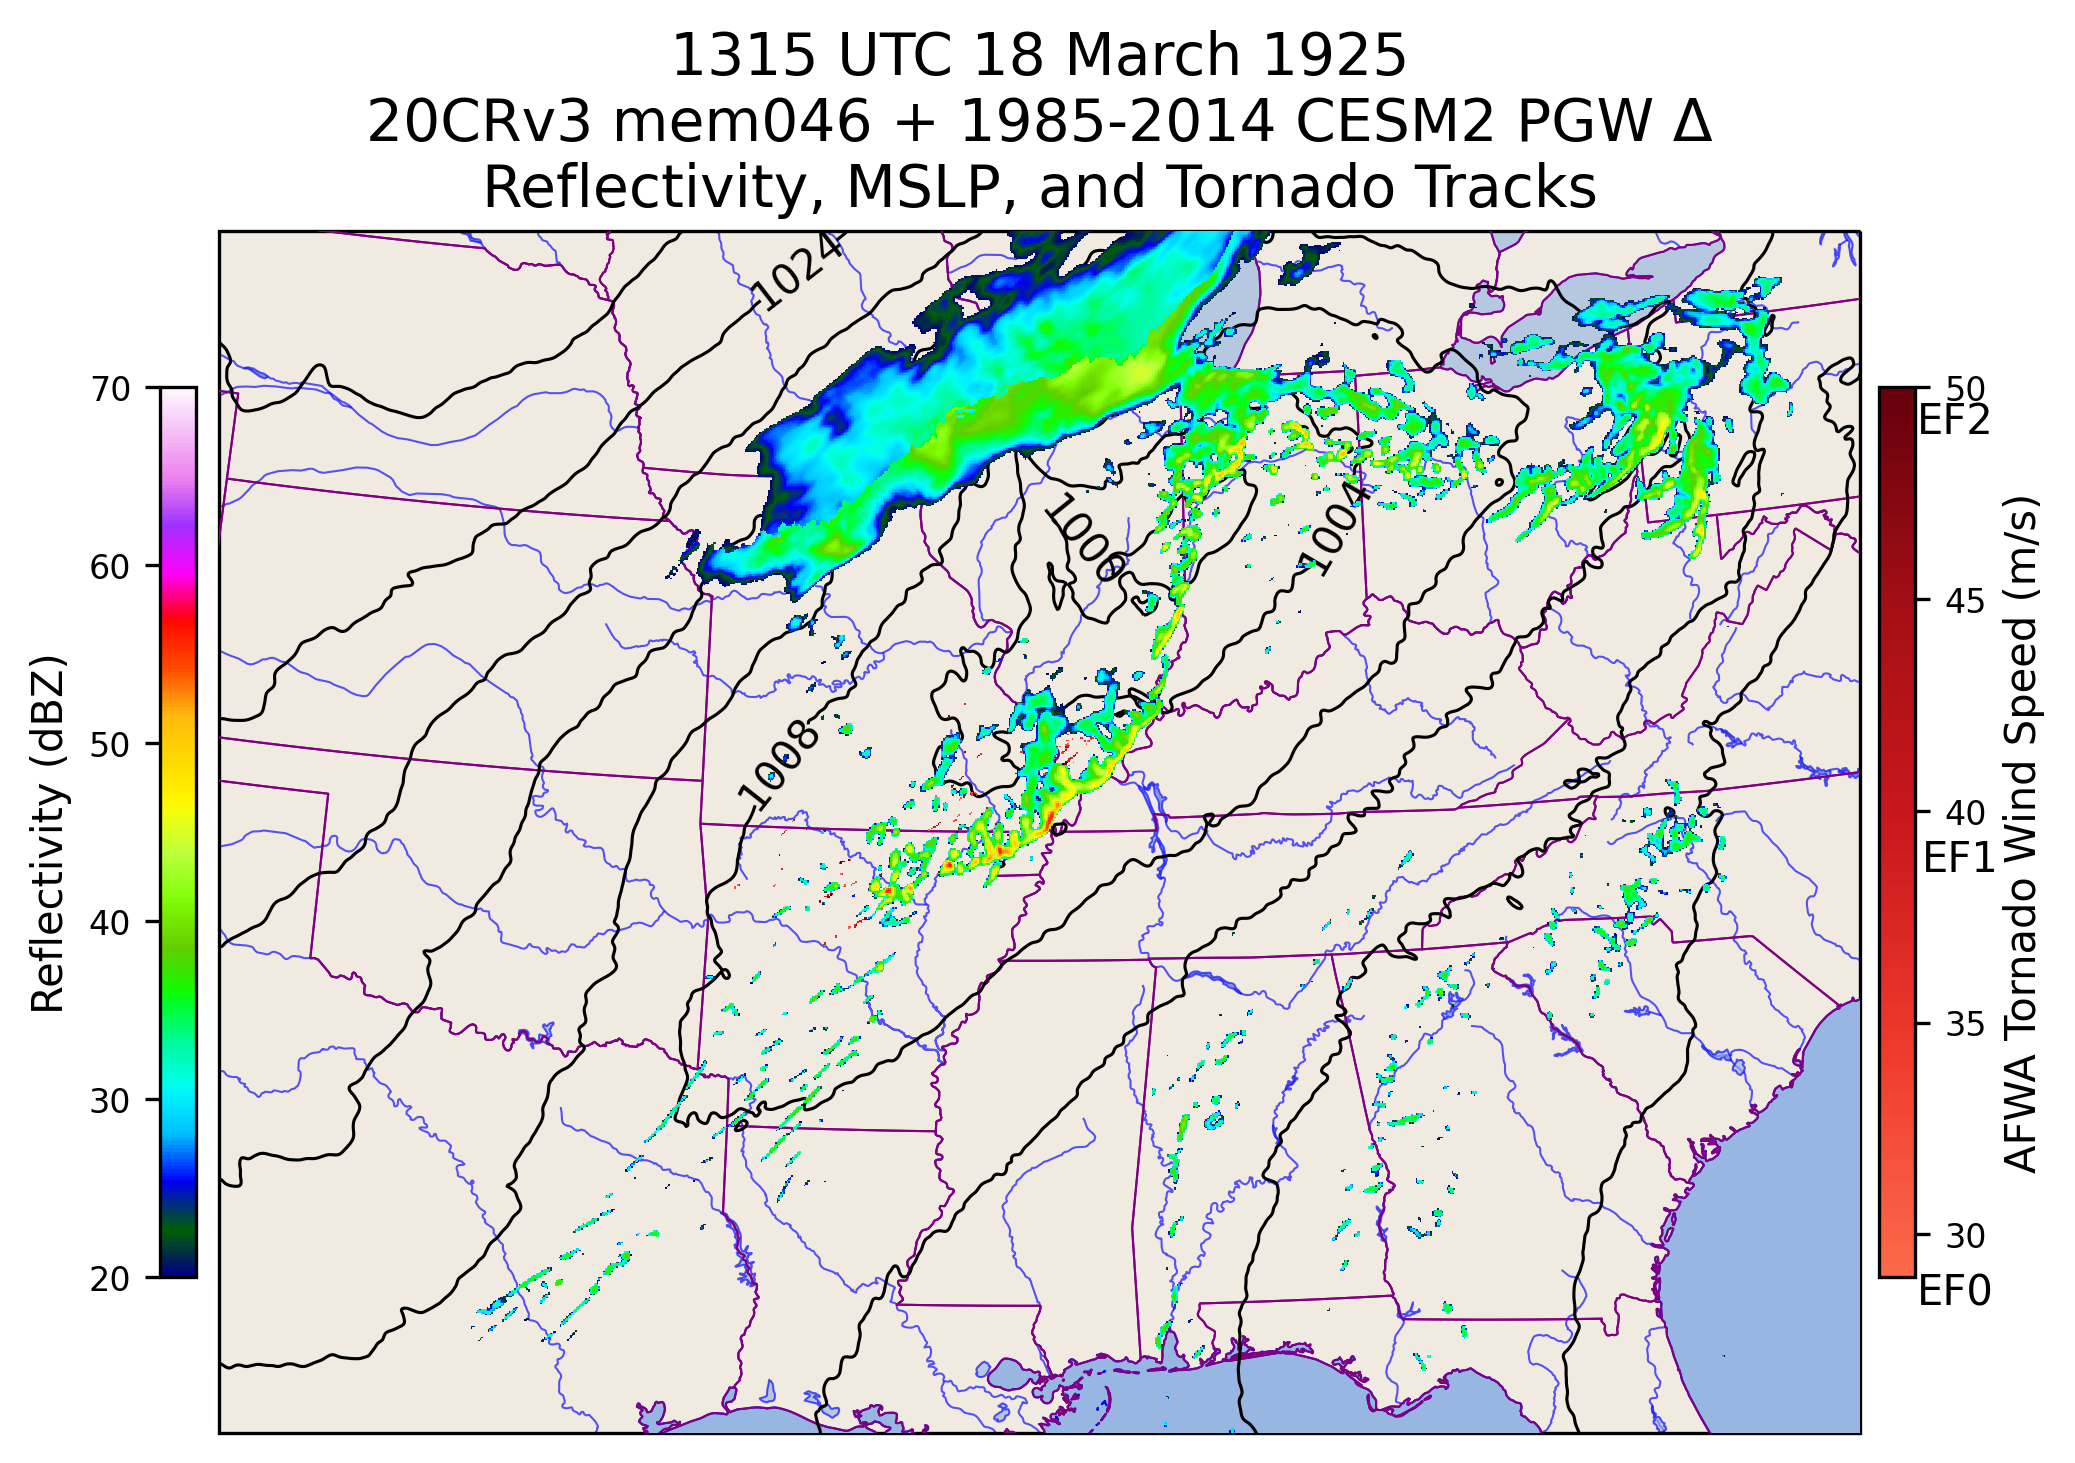 1315 UTC 18 March 1925
20CRv3 mem046 + 1985-2014 CESM2 PGW Δ
Reflectivity, MSLP, and Tornado Tracks
Reflectivity (dBZ)
70
60
50
40
30
20
1024
1006
1004
1008
50
EF2
45
40
EF1
35
30
EF0
AFWA Tornado Wind Speed (m/s)